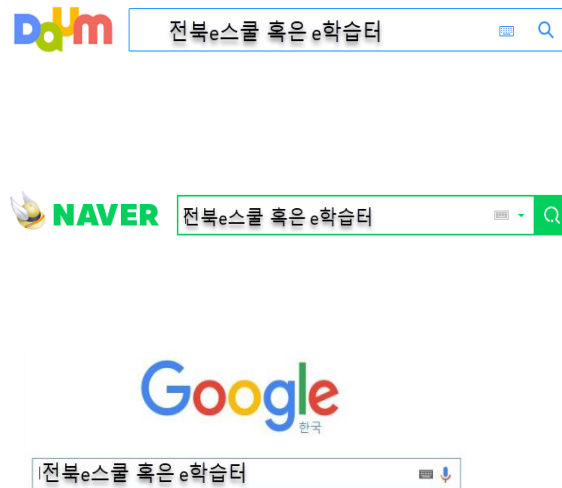 Daum 전북e스쿨 혹은 e학습터
NAVER 전북e스쿨 혹은 e학습터
Google
한국
전북e스쿨 혹은 e학습터